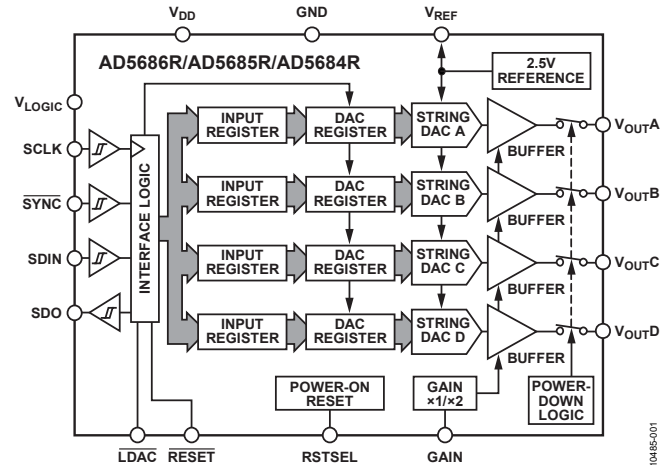 VDD
GND
VREF
AD5686R/AD5685R/AD5684R
2.5V
REFERENCE
VLOGIC
SCLK
SYNC
SDIN
SDO
INTERFACE LOGIC
INPUT
REGISTER
DAC
REGISTER
STRING
DAC A
BUFFER
VOUTA
INPUT
REGISTER
DAC
REGISTER
STRING
DAC B
BUFFER
VOUTB
INPUT
REGISTER
DAC
REGISTER
STRING
DAC C
BUFFER
VOUTC
INPUT
REGISTER
DAC
REGISTER
STRING
DAC D
BUFFER
VOUTD
POWER-ON
RESET
GAIN
×1/×2
POWER-
DOWN
LOGIC
LDAC
RESET
RSTSEL
GAIN
10485-001